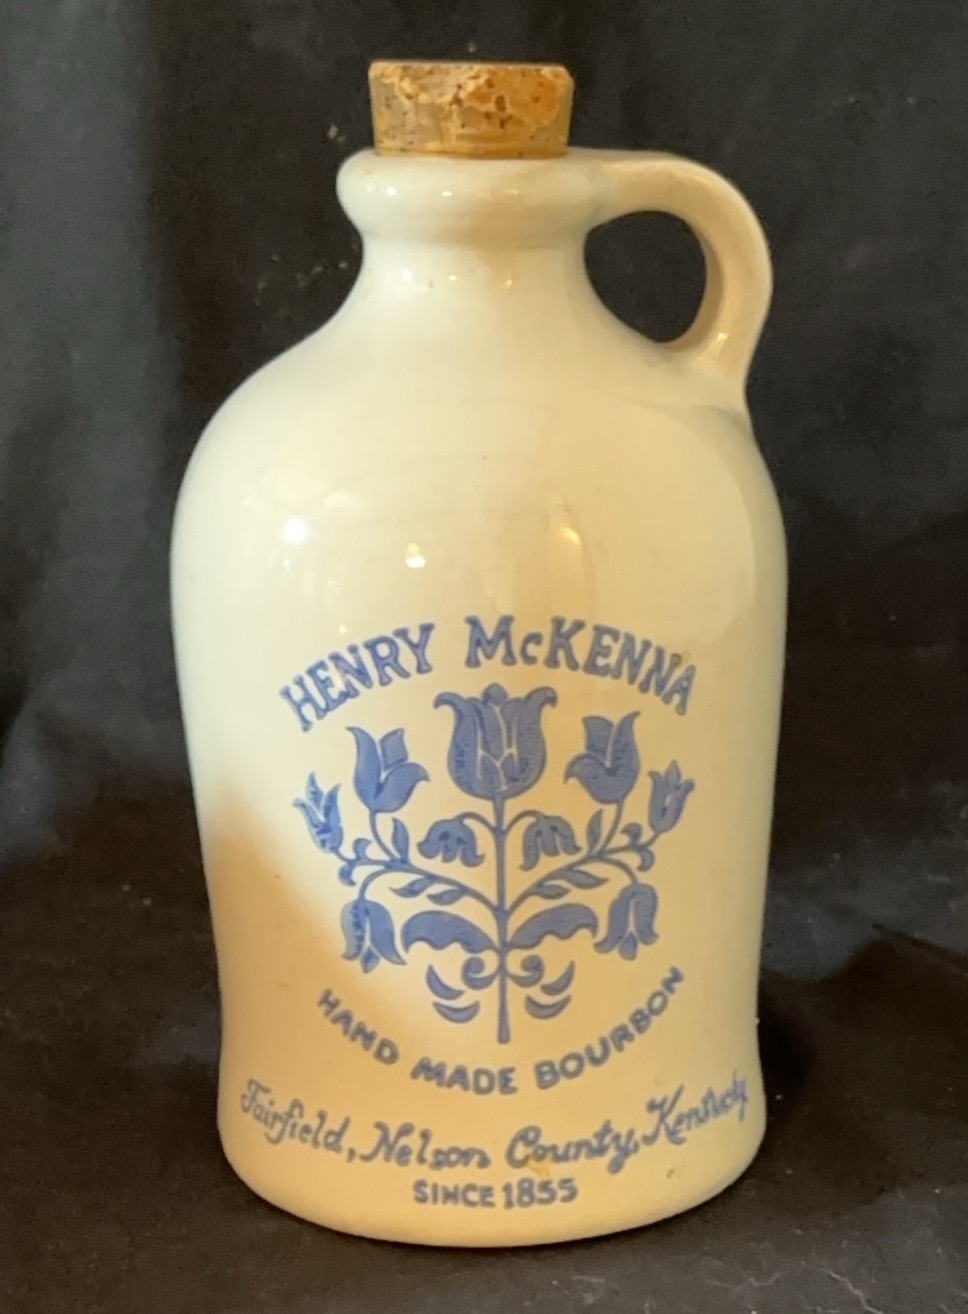 HENRY McKENNA
HAND MADE BOURBON
Fairfield, Nelson County, Kentucky
SINCE 1855